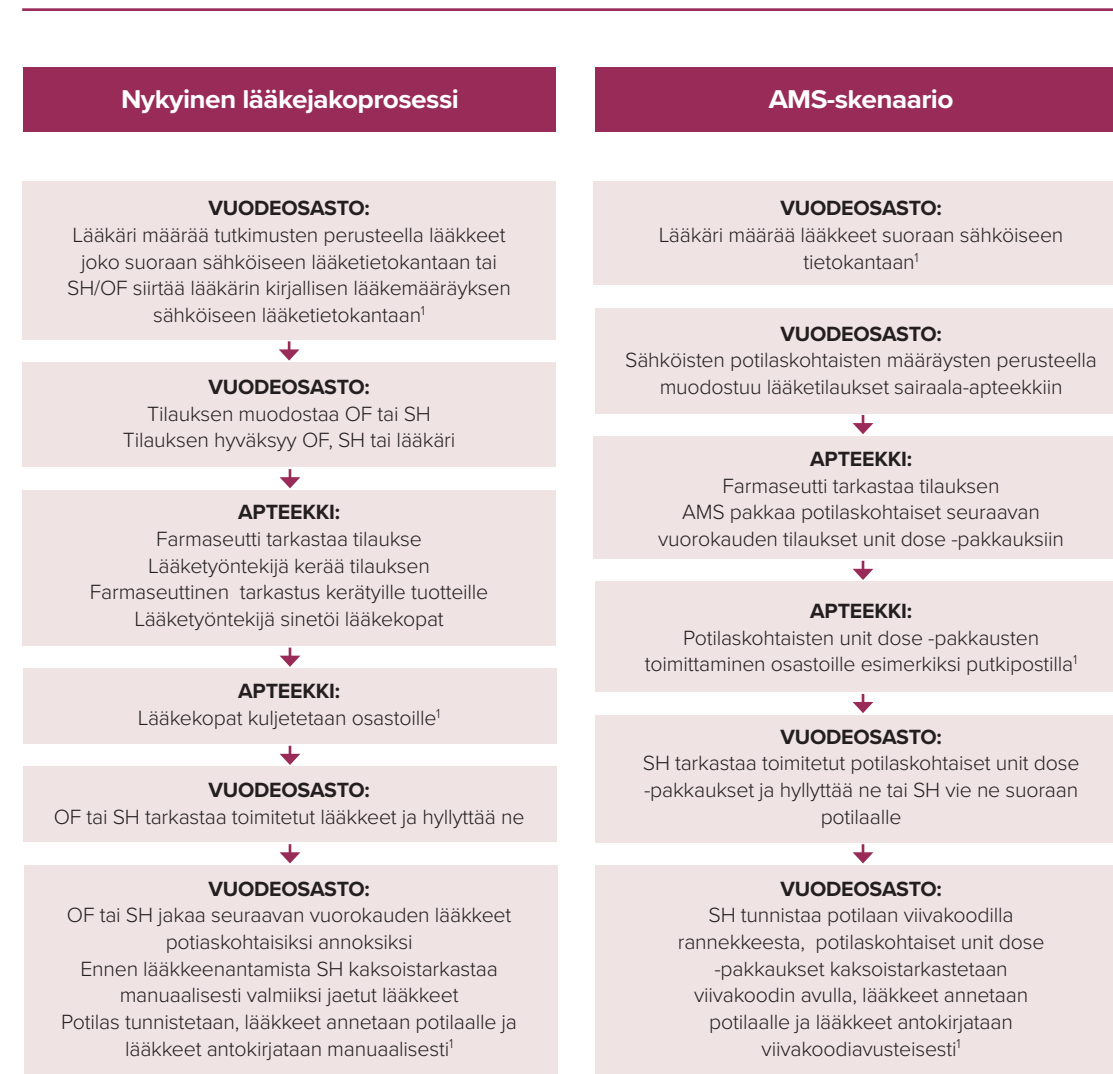 Nykyinen lääkejakoprosessi
VUODEOSASTO:
Lääkäri määrää tutkimusten perusteella lääkkeet
joko suoraan sähköiseen lääketietokantaan tai
SH/OF siirtää lääkärin kirjallisen lääkemääräyksen
sähköiseen lääketietokantaan¹
VUODEOSASTO:
Tilauksen muodostaa OF tai SH
Tilauksen hyväksyy OF, SH tai lääkäri
APTEEKKI:
Farmaseutti tarkastaa tilaukse
Lääketyöntekijä kerää tilauksen
Farmaseuttinen tarkastus kerätyille tuotteille
Lääketyöntekijä sinetöi lääkekopat
APTEEKKI:
Lääkekopat kuljetetaan osastoille¹
VUODEOSASTO:
OF tai SH tarkastaa toimitetut lääkkeet ja hyllyttää ne
VUODEOSASTO:
OF tai SH jakaa seuraavan vuorokauden lääkkeet
potiaskohtaisiksi annoksiksi
Ennen lääkkeenantamista SH kaksoistarkastaa
manuaalisesti valmiiksi jaetut lääkkeet
Potilas tunnistetaan, lääkkeet annetaan potilaalle ja
lääkkeet antokirjataan manuaalisesti¹
AMS-skenaario
VUODEOSASTO:
Lääkäri määrää lääkkeet suoraan sähköiseen
tietokantaan¹
VUODEOSASTO:
Sähköisten potilaskohtaisten määräysten perusteella
muodostuu lääketilaukset sairaala-apteekkiin
APTEEKKI:
Farmaseutti tarkastaa tilauksen
AMS pakkaa potilaskohtaiset seuraavan
vuorokauden tilaukset unit dose -pakkauksiin
APTEEKKI:
Potilaskohtaisten unit dose -pakkausten
toimittaminen osastoille esimerkiksi putkipostilla¹
VUODEOSASTO:
SH tarkastaa toimitetut potilaskohtaiset unit dose
-pakkaukset ja hyllyttää ne tai SH vie ne suoraan
potilaalle
VUODEOSASTO:
SH tunnistaa potilaan viivakoodilla
rannekkeesta, potilaskohtaiset unit dose
-pakkaukset kaksoistarkastetaan
viivakoodin avulla, lääkkeet annetaan
potilaalle ja lääkkeet antokirjataan
viivakoodiavusteisesti¹